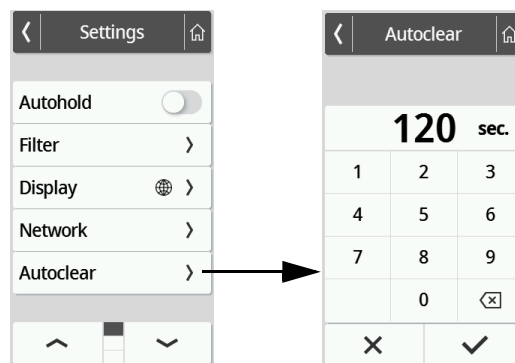 Settings
Autohold
Filter
Display
Network
Autoclear
Autoclear
120 sec.
1 2 3
4 5 6
7 8 9
0